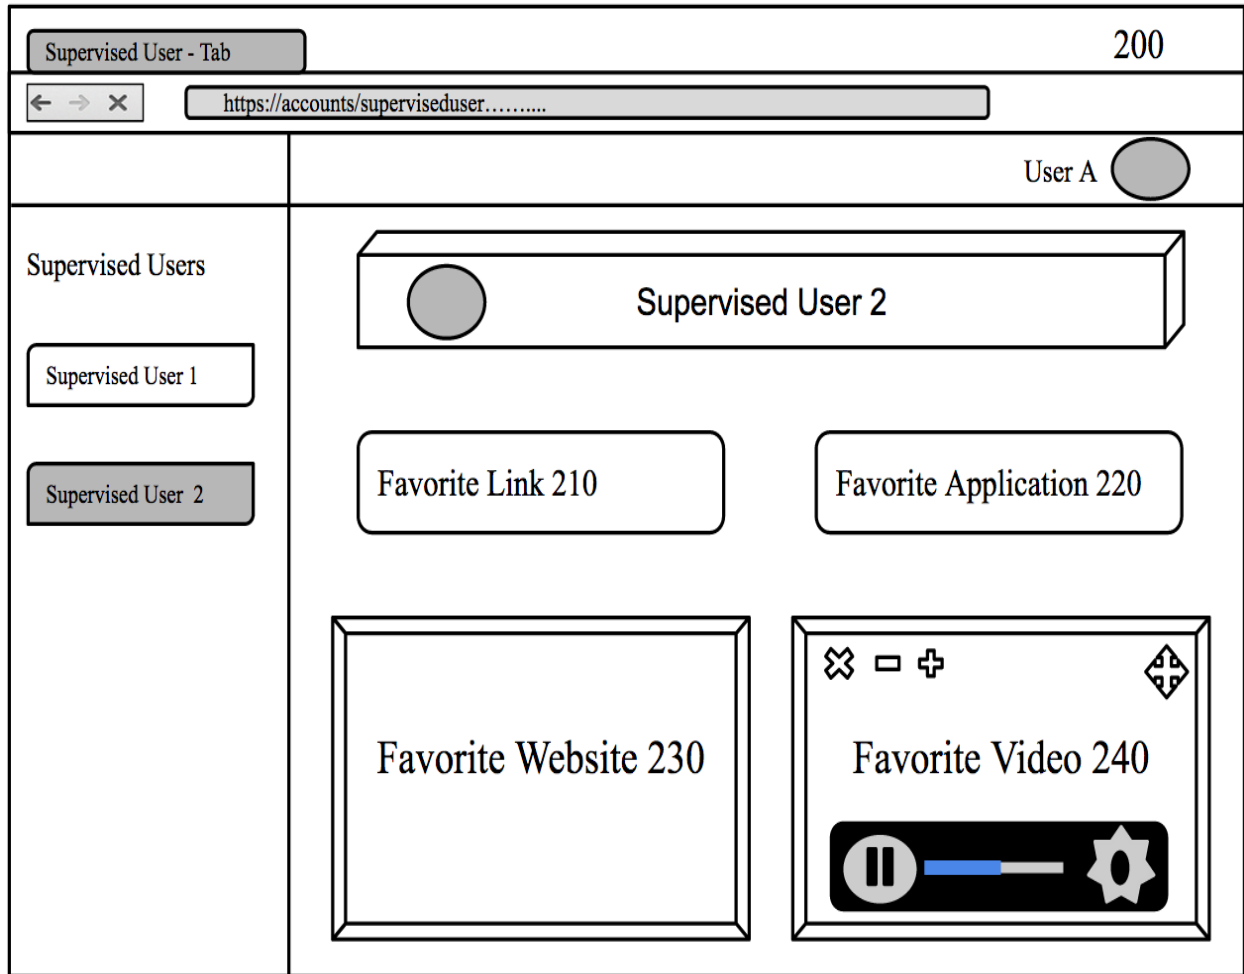 Supervised User - Tab
200
https://accounts/superviseduser.........
User A
Supervised Users
Supervised User 1
Supervised User 2
Supervised User 2
Favorite Link 210
Favorite Application 220
Favorite Website 230
Favorite Video 240